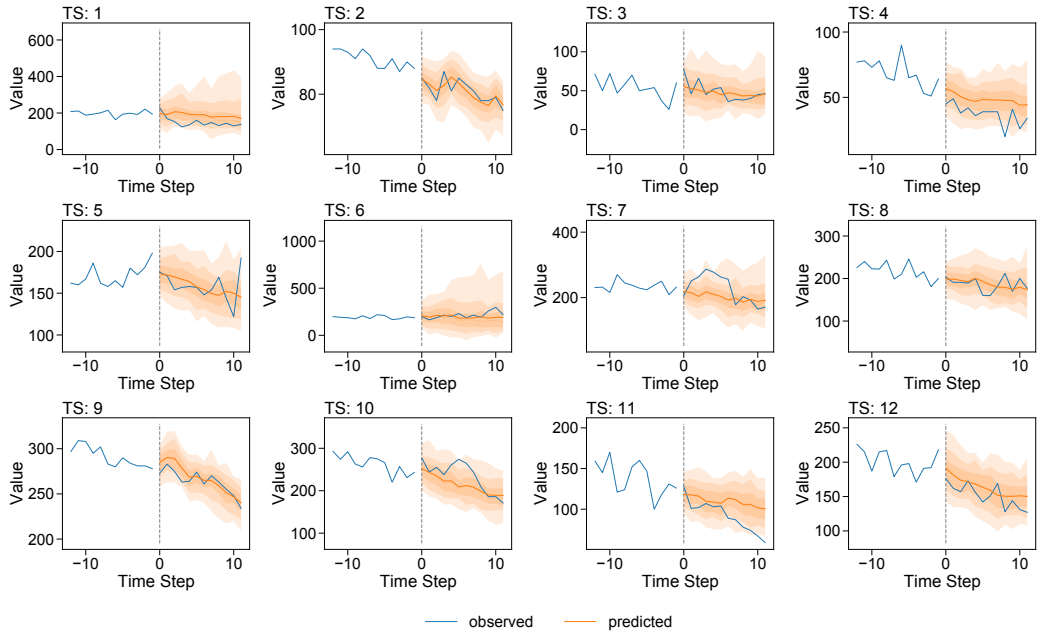 TS: 1
TS: 2
TS: 3
TS: 4
Value
600
400
200
0
−10
0
10
Time Step
Value
100
80
−10
0
10
Time Step
Value
100
50
0
−10
0
10
Time Step
Value
50
−10
0
10
Time Step
TS: 5
TS: 6
TS: 7
TS: 8
Value
200
150
100
−10
0
10
Time Step
Value
1000
500
0
−10
0
10
Time Step
Value
400
200
−10
0
10
Time Step
Value
300
200
100
−10
0
10
Time Step
TS: 9
TS: 10
TS: 11
TS: 12
Value
300
250
200
−10
0
10
Time Step
Value
300
200
100
−10
0
10
Time Step
Value
200
150
100
−10
0
10
Time Step
Value
250
200
150
100
−10
0
10
Time Step
observed
predicted